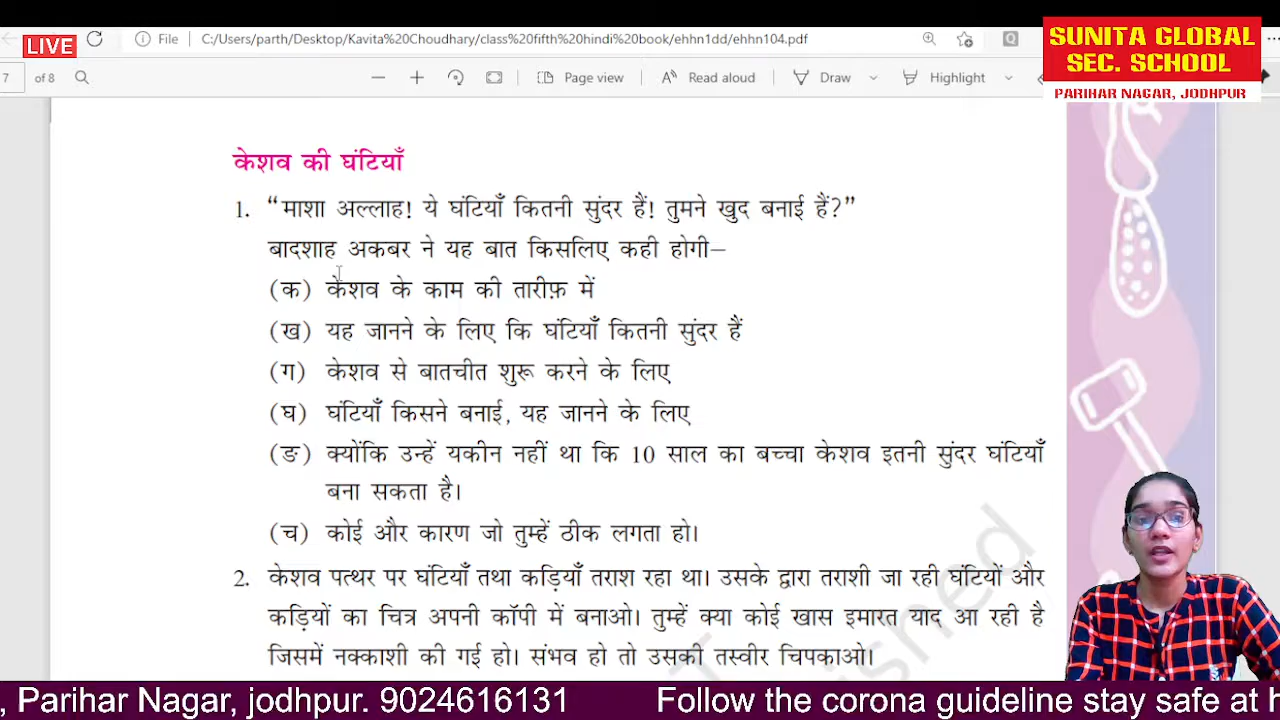 LIVE
File
C:/Users/parth/Desktop/Kavita%20Choudhary/class%20fifth%20hindi%20book/ehhn1dd/ehhn104.pdf
SUNITA GLOBAL
SEC. SCHOOL
PARIHAR NAGAR, JODHPUR
7 of 8
Page view
Read aloud
Draw
Highlight
केशव की घंटियाँ
1. “माशा अल्लाह! ये घंटियाँ कितनी सुंदर हैं! तुमने खुद बनाई हैं?”
बादशाह अकबर ने यह बात किसलिए कही होगी–
(क) केशव के काम की तारीफ़ में
(ख) यह जानने के लिए कि घंटियाँ कितनी सुंदर हैं
(ग) केशव से बातचीत शुरू करने के लिए
(घ) घंटियाँ किसने बनाई, यह जानने के लिए
(ङ) क्योंकि उन्हें यकीन नहीं था कि 10 साल का बच्चा केशव इतनी सुंदर घंटियाँ
बना सकता है।
(च) कोई और कारण जो तुम्हें ठीक लगता हो।
2. केशव पत्थर पर घंटियाँ तथा कड़ियाँ तराश रहा था। उसके द्वारा तराशी जा रही घंटियों और
कड़ियों का चित्र अपनी कॉपी में बनाओ। तुम्हें क्या कोई खास इमारत याद आ रही है
जिसमें नक्काशी की गई हो। संभव हो तो उसकी तस्वीर चिपकाओ।
, Parihar Nagar, jodhpur. 9024616131 Follow the corona guideline stay safe at h